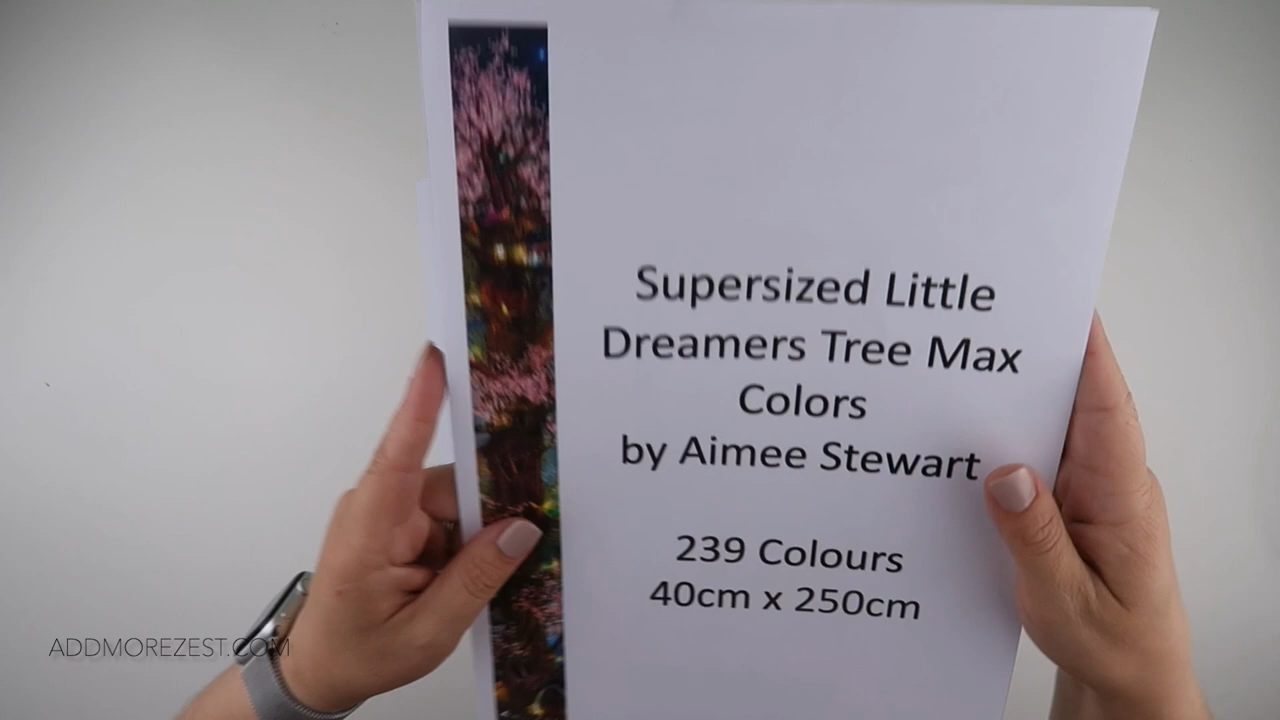 Supersized Little
Dreamers Tree Max
Colors
by Aimee Stewart
239 Colours
40cm x 250cm
ADDMOREZEST.COM